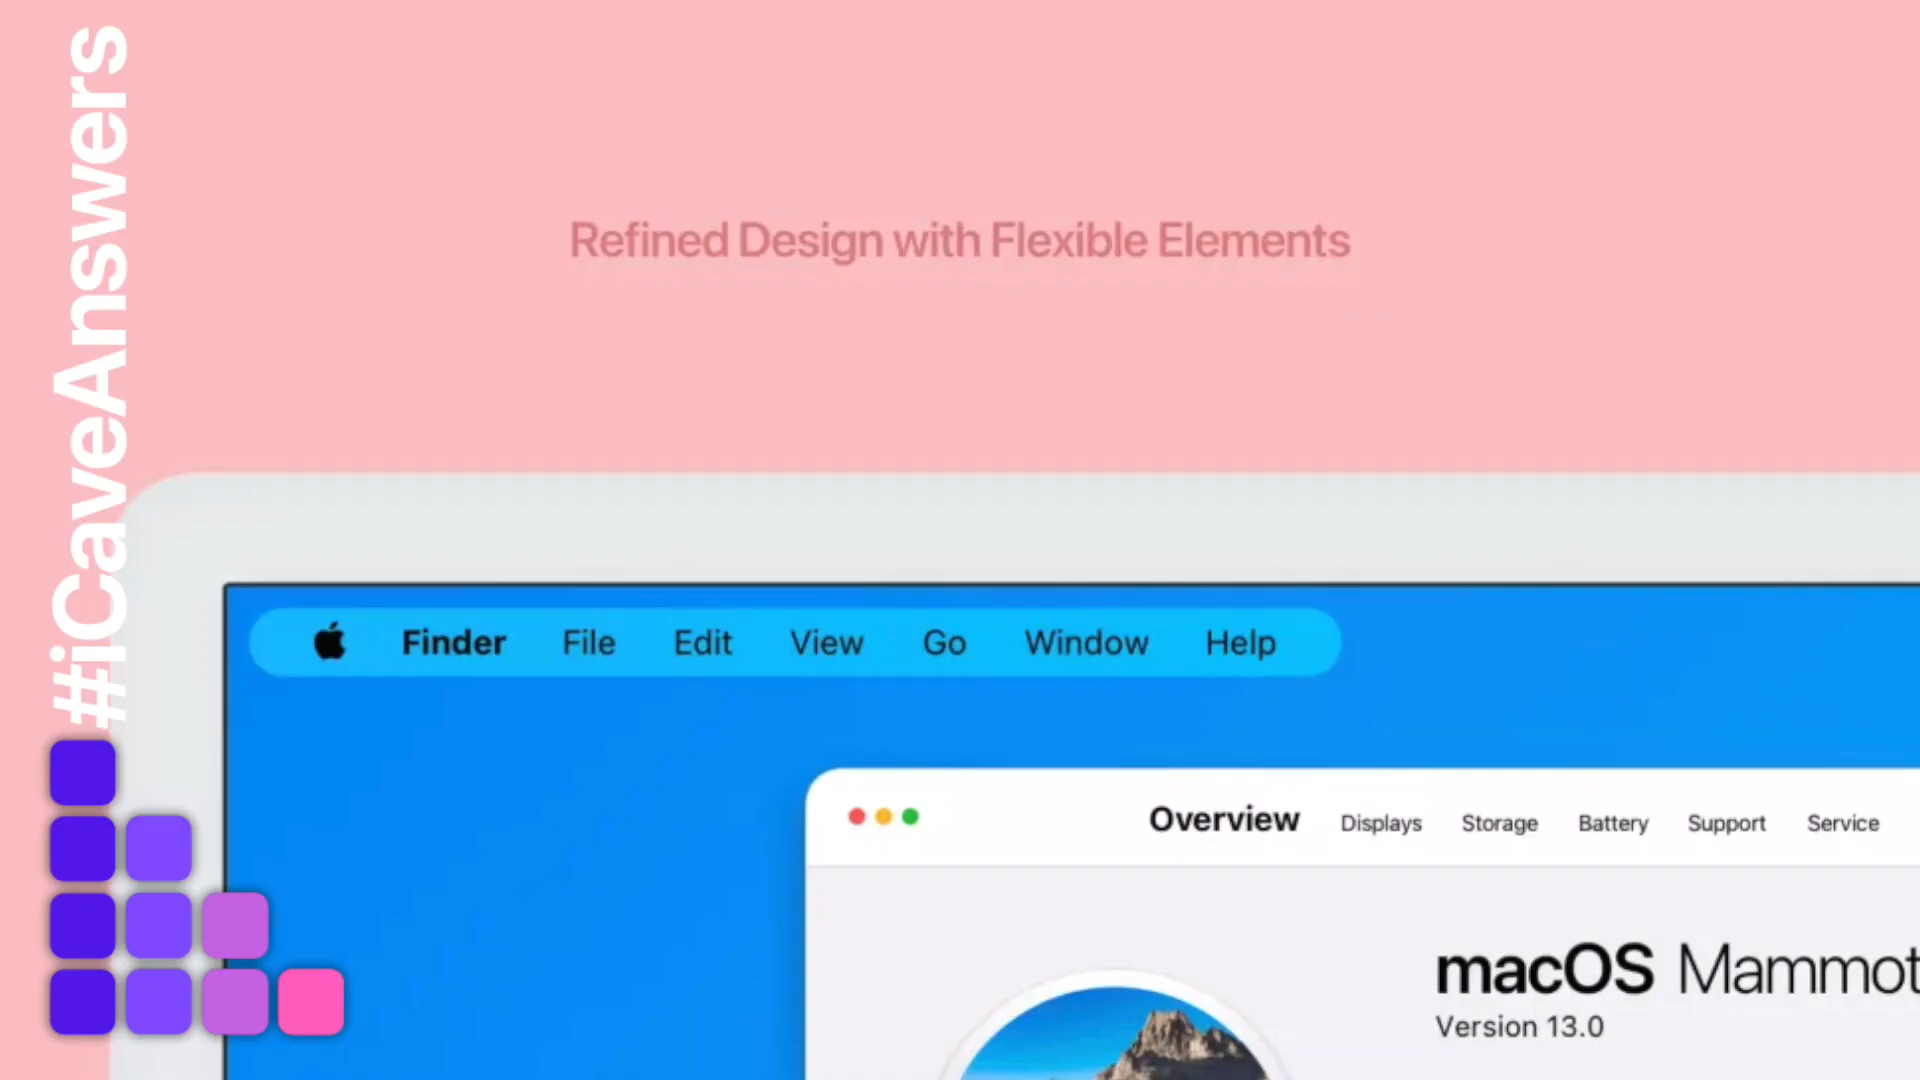 #iCaveAnswers
Refined Design with Flexible Elements
Finder File Edit View Go Window Help
Overview Displays Storage Battery Support Service
macOS Mammot
Version 13.0